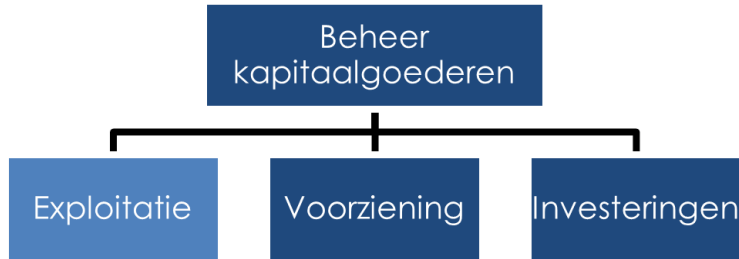 Beheer
kapitaalgoederen
Exploitatie
Voorziening
Investeringen